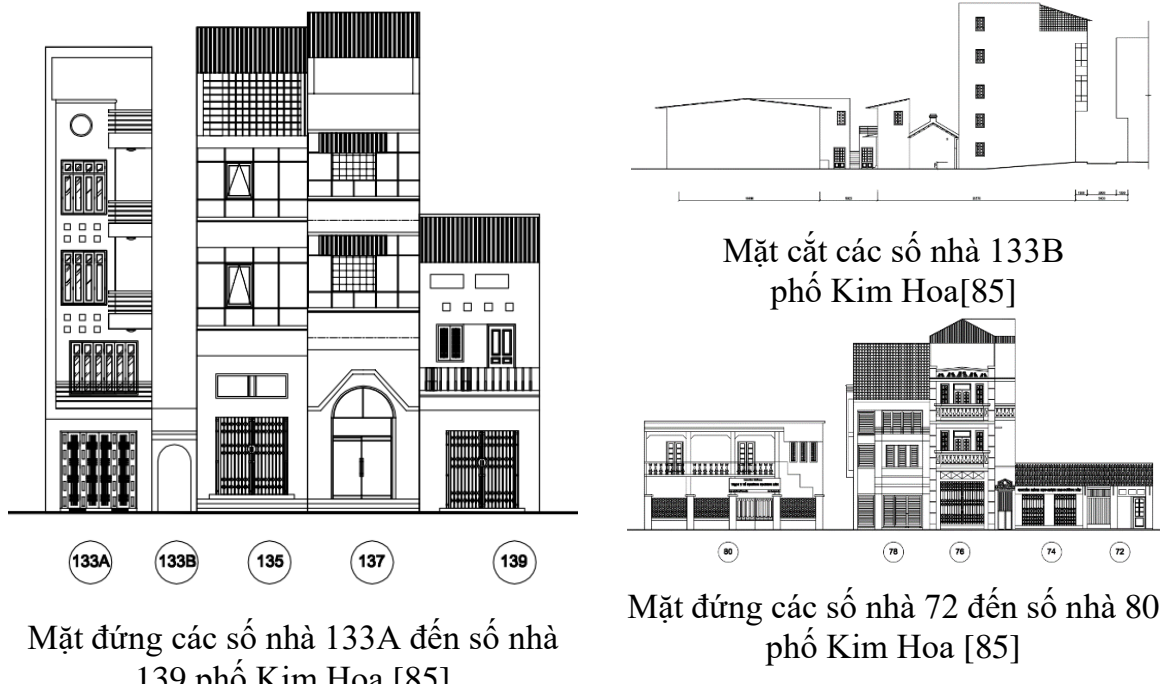 133A 133B 135 137 139
Mặt đứng các số nhà 133A đến số nhà
139 phố Kim Hoa [85]
Mặt cắt các số nhà 133B
phố Kim Hoa[85]
80 78 76 74 72
Mặt đứng các số nhà 72 đến số nhà 80
phố Kim Hoa [85]